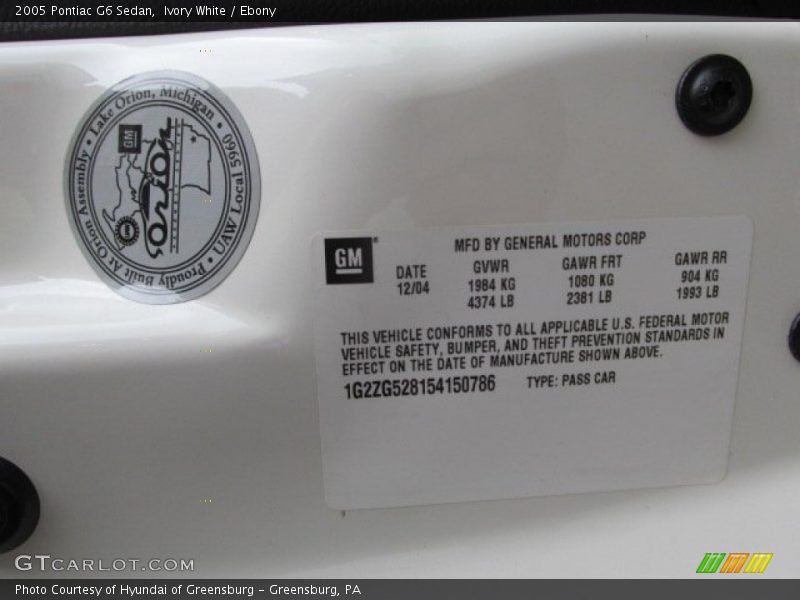 2005 Pontiac G6 Sedan,  Ivory White / Ebony
Proudly Built At Orion Assembly • Lake Orion, Michigan • UAW Local 5960 •
GM
orion
GM
MFD BY GENERAL MOTORS CORP
DATE GVWR GAWR FRT GAWR RR
12/04 1984 KG 1080 KG 904 KG
4374 LB 2381 LB 1993 LB
THIS VEHICLE CONFORMS TO ALL APPLICABLE U.S. FEDERAL MOTOR
VEHICLE SAFETY, BUMPER, AND THEFT PREVENTION STANDARDS IN
EFFECT ON THE DATE OF MANUFACTURE SHOWN ABOVE.
1G2ZG528154150786 TYPE: PASS CAR
GTCARLOT.COM
Photo Courtesy of Hyundai of Greensburg – Greensburg, PA